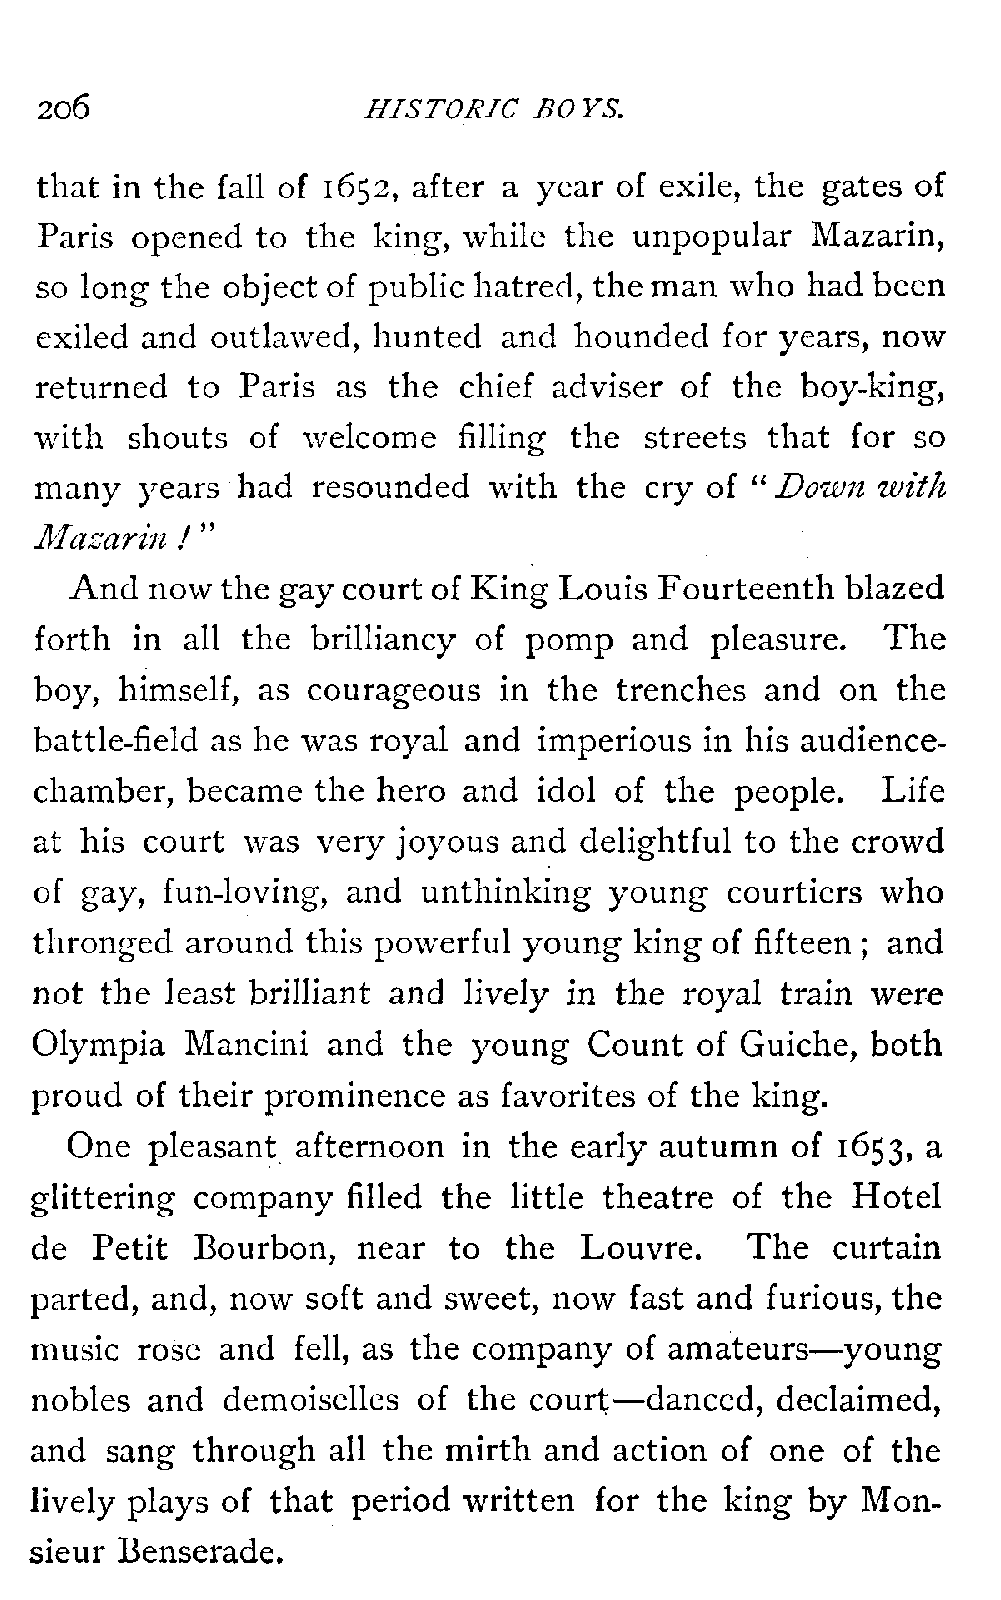 206 HISTORIC BOYS.
that in the fall of 1652, after a year of exile, the gates of
Paris opened to the king, while the unpopular Mazarin,
so long the object of public hatred, the man who had been
exiled and outlawed, hunted and hounded for years, now
returned to Paris as the chief adviser of the boy-king,
with shouts of welcome filling the streets that for so
many years had resounded with the cry of “ Down with
Mazarin ! ”
And now the gay court of King Louis Fourteenth blazed
forth in all the brilliancy of pomp and pleasure. The
boy, himself, as courageous in the trenches and on the
battle-field as he was royal and imperious in his audience-
chamber, became the hero and idol of the people. Life
at his court was very joyous and delightful to the crowd
of gay, fun-loving, and unthinking young courtiers who
thronged around this powerful young king of fifteen ; and
not the least brilliant and lively in the royal train were
Olympia Mancini and the young Count of Guiche, both
proud of their prominence as favorites of the king.
One pleasant afternoon in the early autumn of 1653, a
glittering company filled the little theatre of the Hotel
de Petit Bourbon, near to the Louvre. The curtain
parted, and, now soft and sweet, now fast and furious, the
music rose and fell, as the company of amateurs—young
nobles and demoiselles of the court—danced, declaimed,
and sang through all the mirth and action of one of the
lively plays of that period written for the king by Mon-
sieur Benserade.